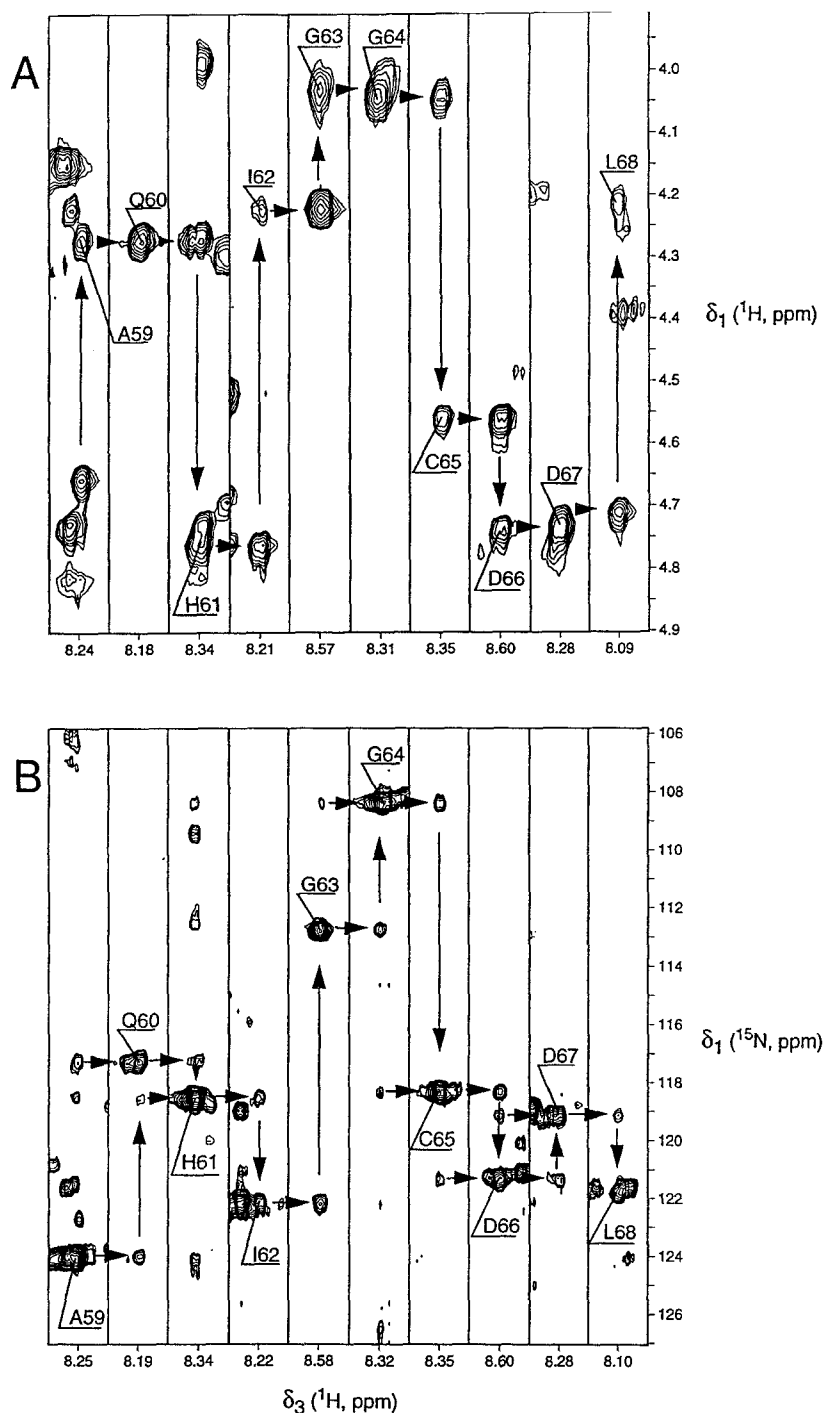 A
G63
G64
4.0
4.1
I62
L68
Q60
4.2
4.3
δ1 (1H, ppm)
A59
4.4
4.5
C65
D67
4.6
4.7
H61
D66
4.8
4.9
8.24 8.18 8.34 8.21 8.57 8.31 8.35 8.60 8.28 8.09
B
106
G64
108
110
G63
112
114
Q60
116
D67
δ1 (15N, ppm)
118
H61
C65
120
I62
D66
L68
122
A59
124
126
8.25 8.19 8.34 8.22 8.58 8.32 8.35 8.60 8.28 8.10
δ3 (1H, ppm)